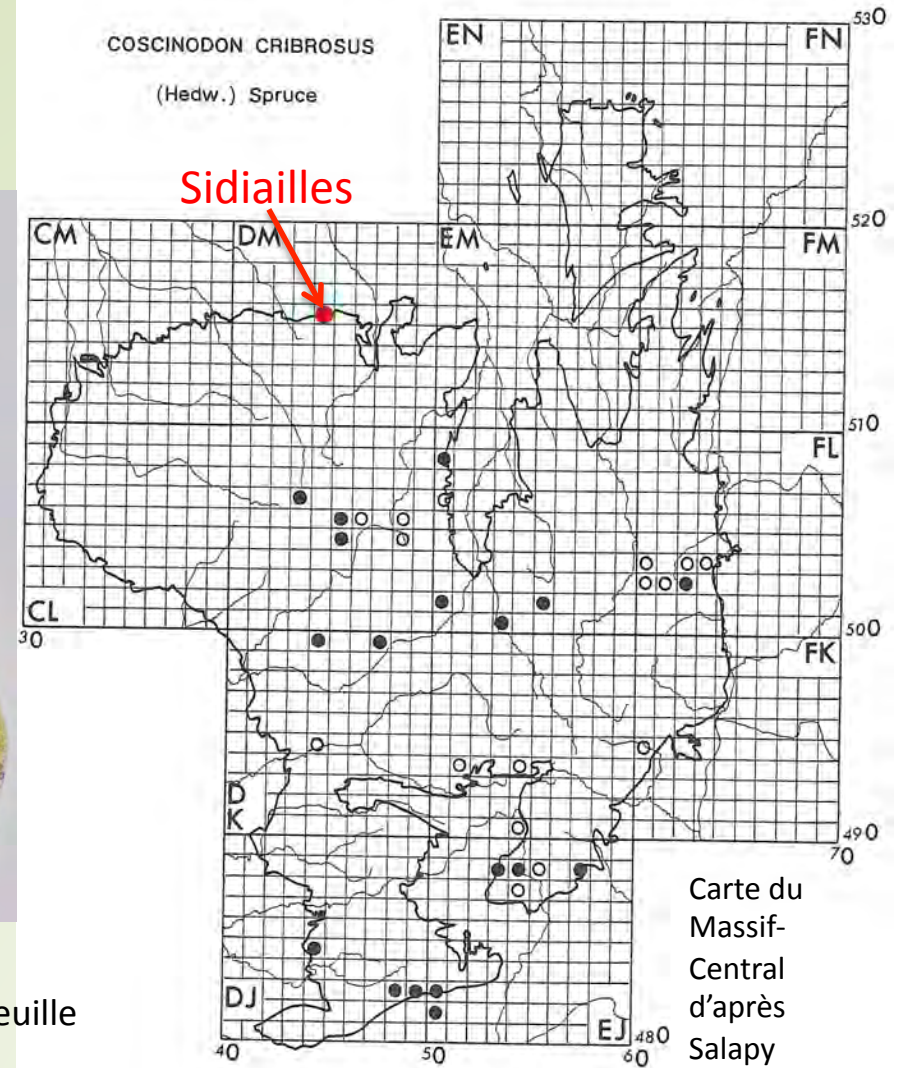 COSCINODON CRIBROSUS
(Hedw.) Spruce
Sidiailles
EN
FN
530
CM
DM
EM
520
FM
510
FL
CL
30
500
FK
D
K
490
70
DJ
EJ
480
40
50
60
Carte du
Massif-
Central
d'après
Salapy
euille